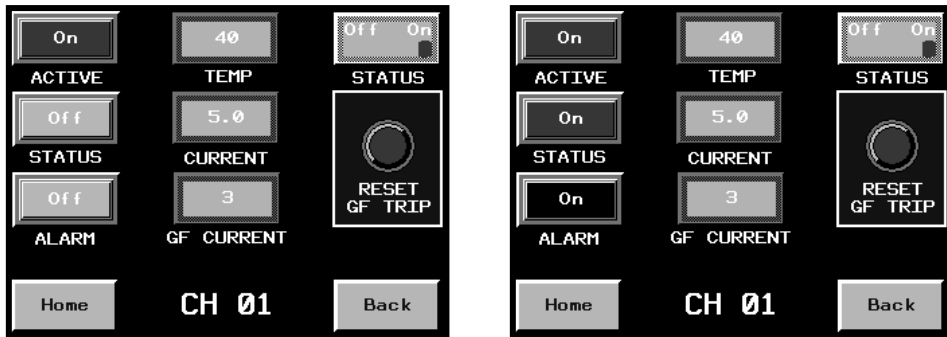 On
40
Off On
ACTIVE
TEMP
STATUS
Off
5.0
STATUS
CURRENT
Off
3
RESET
GF TRIP
ALARM
GF CURRENT
Home
CH 01
Back
On
40
Off On
ACTIVE
TEMP
STATUS
On
5.0
STATUS
CURRENT
On
3
RESET
GF TRIP
ALARM
GF CURRENT
Home
CH 01
Back